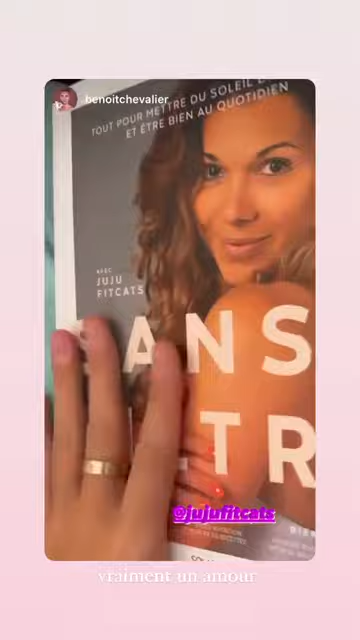 benoitchevalier
TOUT POUR METTRE DU SOLEIL
ET ÊTRE BIEN AU QUOTIDIEN
AVEC
JUJU
FITCATS
ANS
TR
@jujufitcats
vraiment un amour